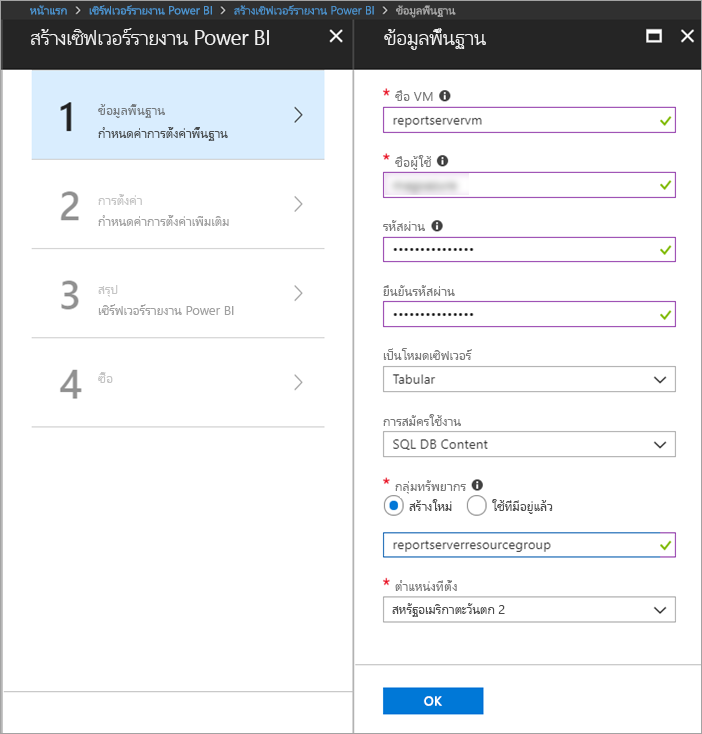 หน้าแรก > เซิร์ฟเวอร์รายงาน Power BI > สร้างเซิฟเวอร์รายงาน Power BI > ข้อมูลพื้นฐาน
สร้างเซิฟเวอร์รายงาน Power BI
1
ข้อมูลพื้นฐาน
กำหนดค่าการตั้งค่าพื้นฐาน
2
การตั้งค่า
กำหนดค่าการตั้งค่าเพิ่มเติม
3
สรุป
เซิร์ฟเวอร์รายงาน Power BI
4
ซื้อ
ข้อมูลพื้นฐาน
* ชื่อ VM
reportservervm
* ชื่อผู้ใช้
รหัสผ่าน
•••••••••••••••
ยืนยันรหัสผ่าน
•••••••••••••••
เป็นโหมดเซิฟเวอร์
Tabular
การสมัครใช้งาน
SQL DB Content
* กลุ่มทรัพยากร
สร้างใหม่ ใช้ที่มีอยู่แล้ว
reportserverresourcegroup
* ตำแหน่งที่ตั้ง
สหรัฐอเมริกาตะวันตก 2
OK